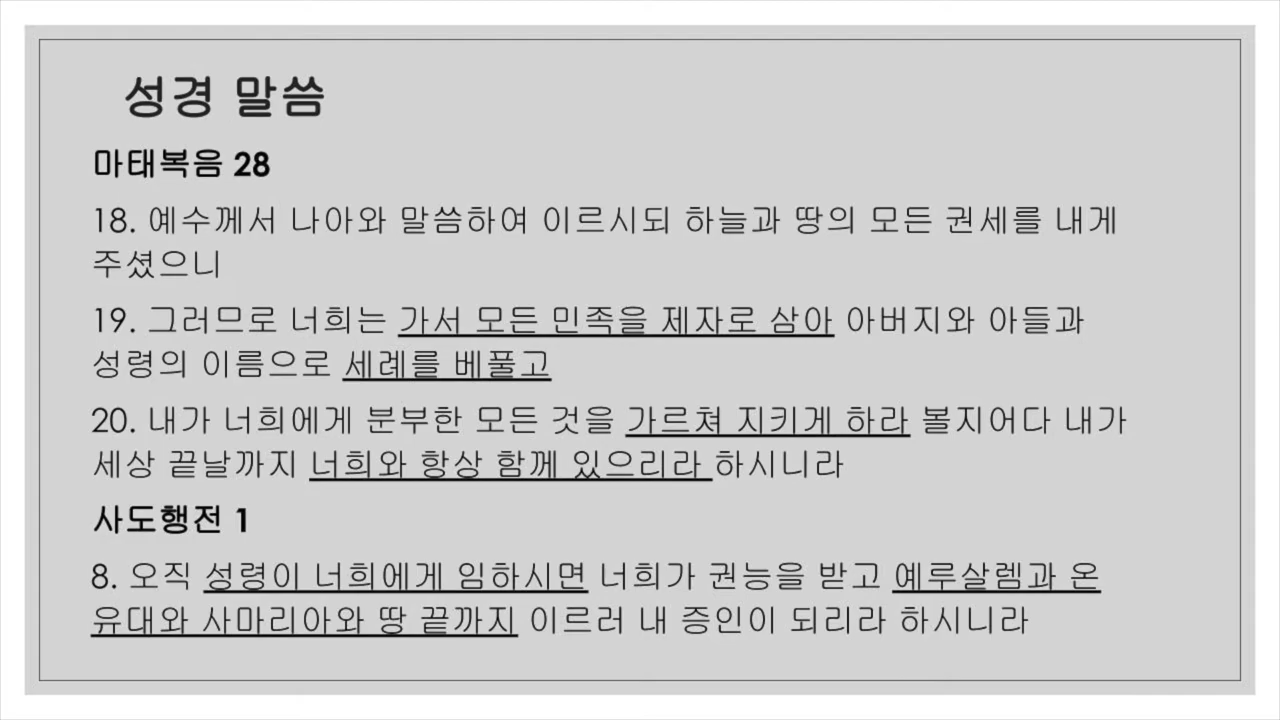 성경 말씀
마태복음 28
18. 예수께서 나아와 말씀하여 이르시되 하늘과 땅의 모든 권세를 내게
주셨으니
19. 그러므로 너희는 가서 모든 민족을 제자로 삼아 아버지와 아들과
성령의 이름으로 세례를 베풀고
20. 내가 너희에게 분부한 모든 것을 가르쳐 지키게 하라 볼지어다 내가
세상 끝날까지 너희와 항상 함께 있으리라 하시니라
사도행전 1
8. 오직 성령이 너희에게 임하시면 너희가 권능을 받고 예루살렘과 온
유대와 사마리아와 땅 끝까지 이르러 내 증인이 되리라 하시니라